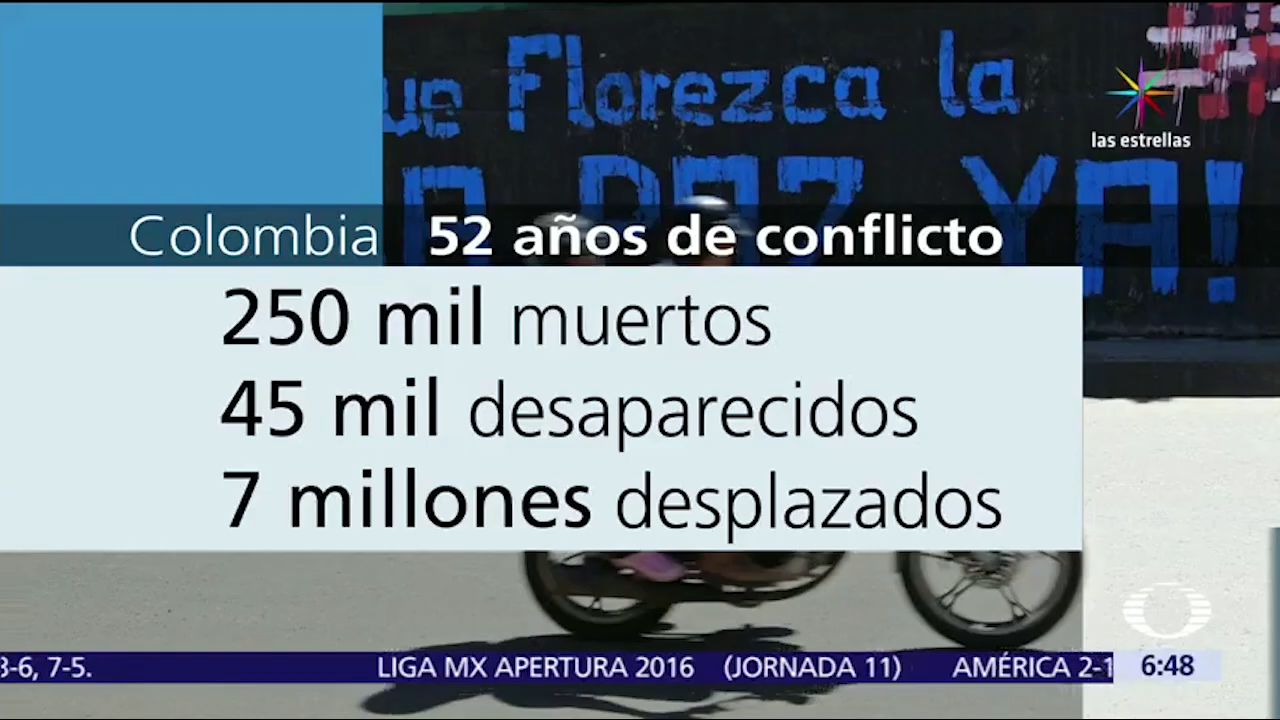 ue Florezca la
A PAZ YA!
las estrellas
Colombia 52 años de conflicto
250 mil muertos
45 mil desaparecidos
7 millones desplazados
3-6, 7-5. LIGA MX APERTURA 2016 (JORNADA 11) AMÉRICA 2-1
6:48